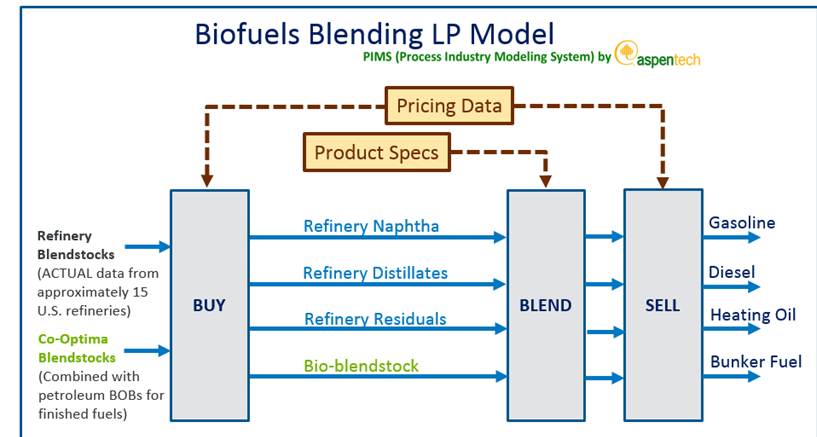 Biofuels Blending LP Model
PIMS (Process Industry Modeling System) by aspentech
Pricing Data
Product Specs
Refinery
Blendstocks
(ACTUAL data from
approximately 15
U.S. refineries)
Co-Optima
Blendstocks
(Combined with
petroleum BOBs for
finished fuels)
BUY
Refinery Naphtha
Refinery Distillates
Refinery Residuals
Bio-blendstock
BLEND
SELL
Gasoline
Diesel
Heating Oil
Bunker Fuel